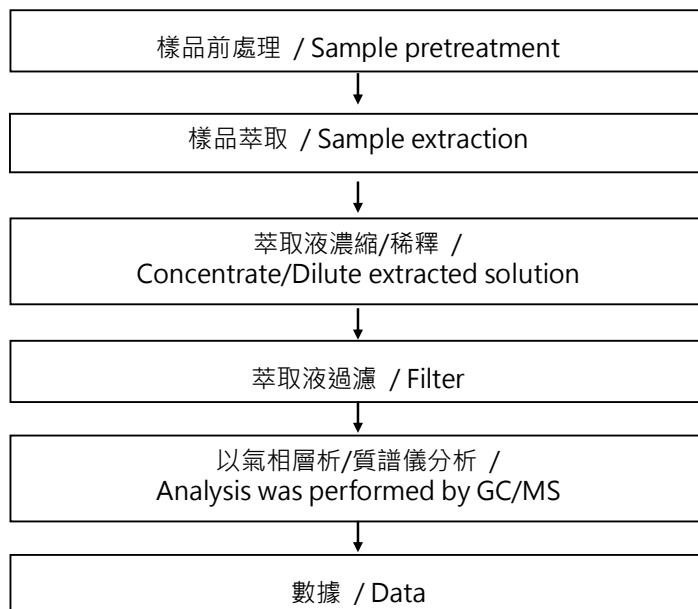 樣品前處理 / Sample pretreatment
樣品萃取 / Sample extraction
萃取液濃縮/稀釋 /
Concentrate/Dilute extracted solution
萃取液過濾 / Filter
以氣相層析/質譜儀分析 /
Analysis was performed by GC/MS
數據 / Data